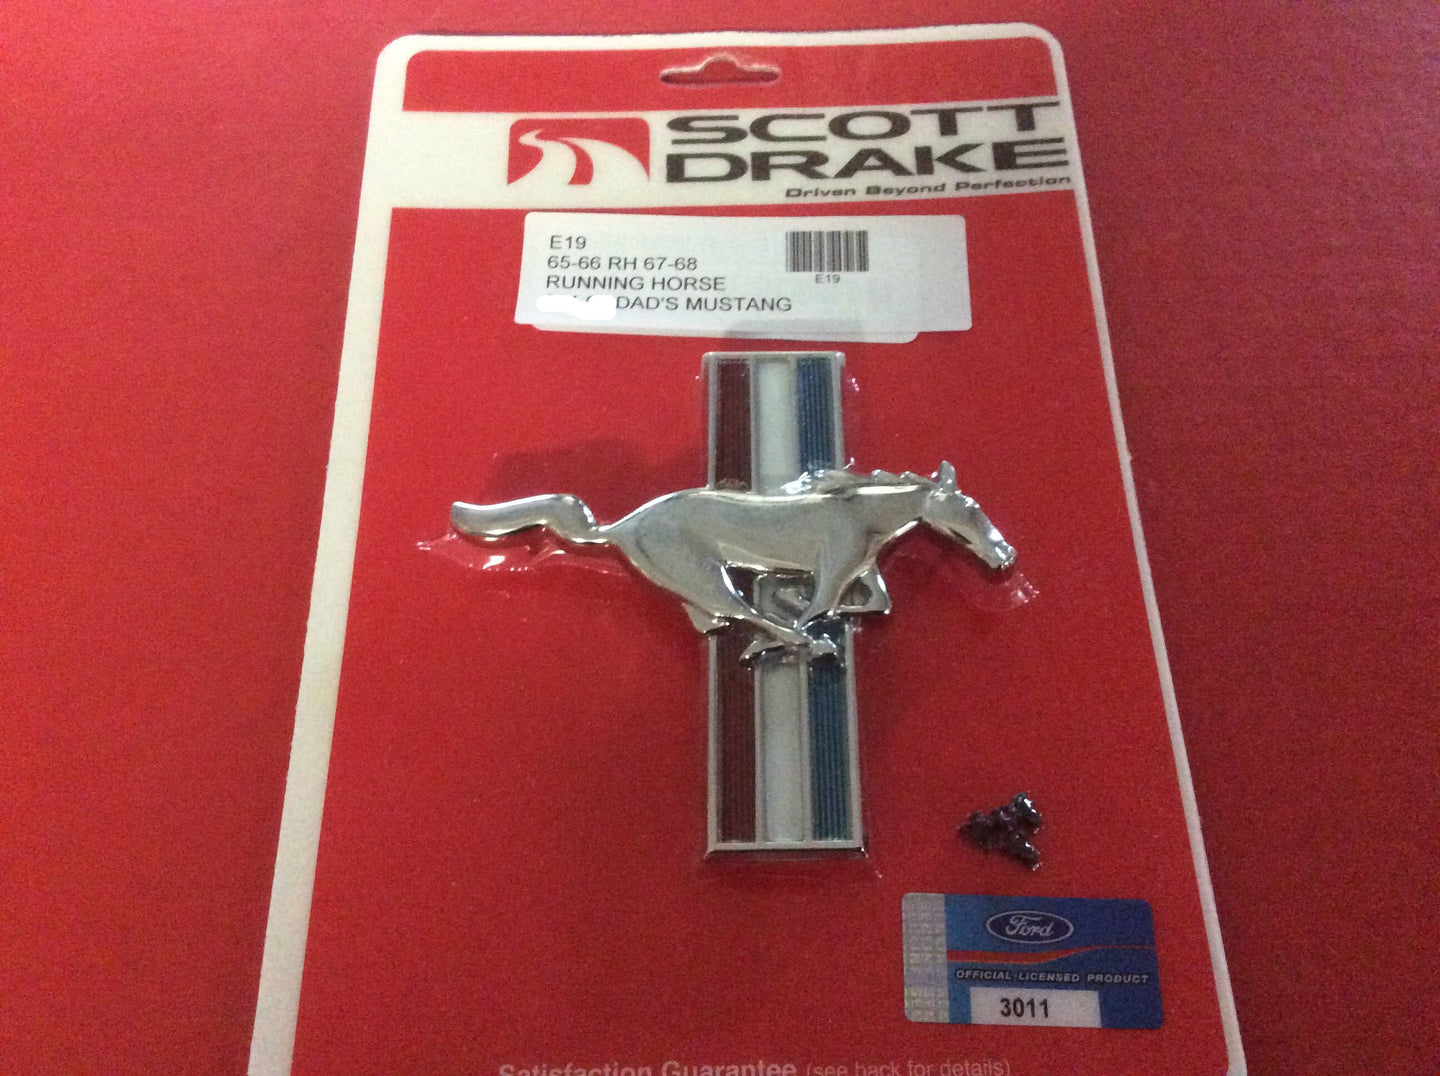 SCOTT
DRAKE
Driven Beyond Perfection
E19
65-66 RH 67-68
RUNNING HORSE
DAD'S MUSTANG
E19
Ford
OFFICIAL LICENSED PRODUCT
3011
Satisfaction Guarantee (see back for details)